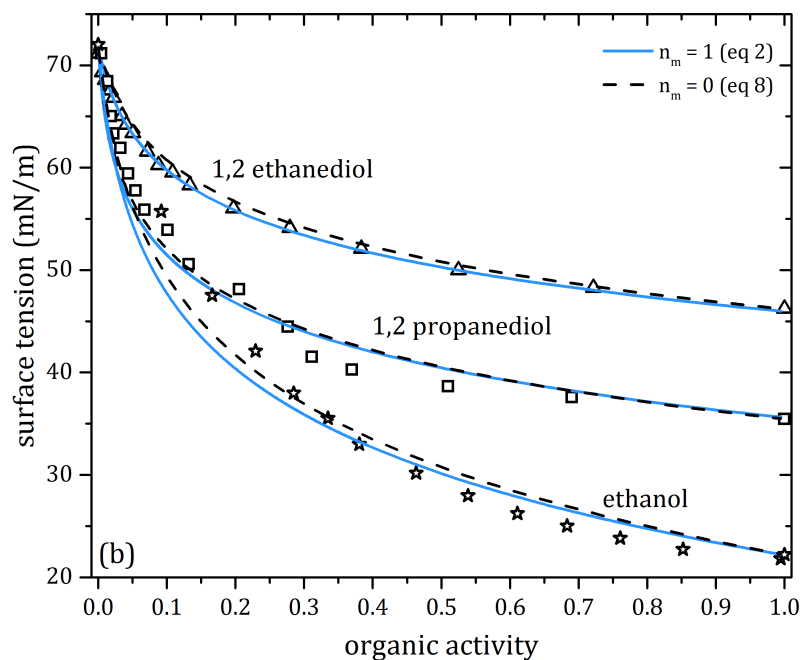 n_m = 1 (eq 2)
n_m = 0 (eq 8)
70
60
50
40
30
20
surface tension (mN/m)
1,2 ethanediol
1,2 propanediol
ethanol
(b)
0.0 0.1 0.2 0.3 0.4 0.5 0.6 0.7 0.8 0.9 1.0
organic activity